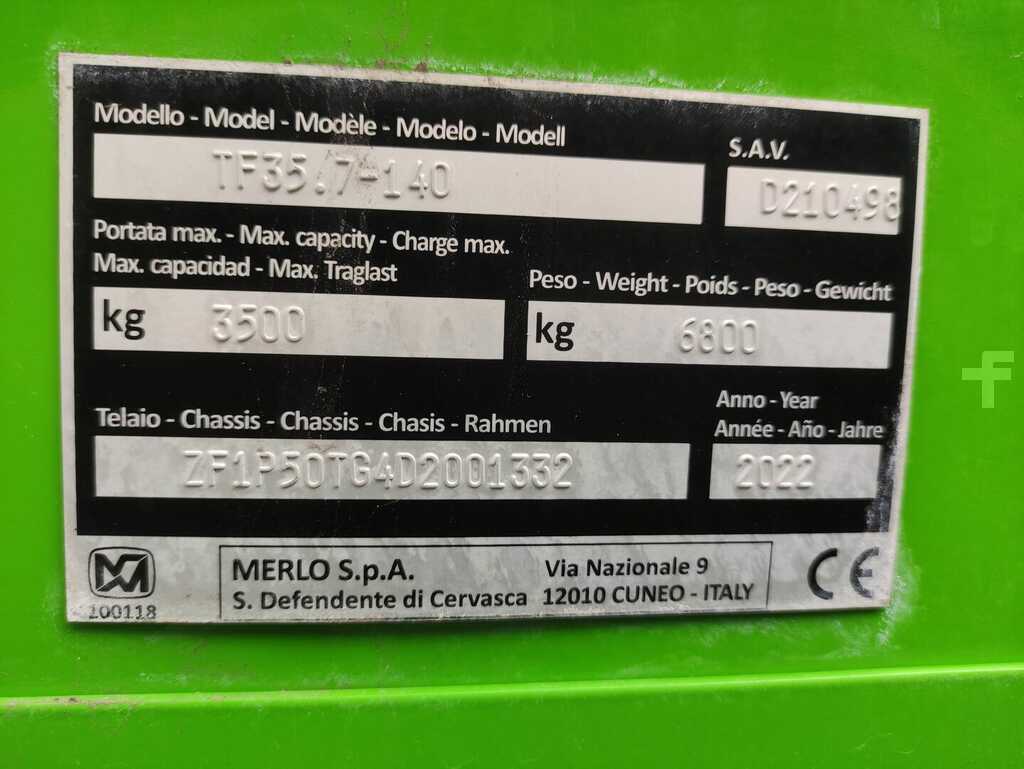 Modello - Model - Modèle - Modelo - Modell
TF35.7-140
S.A.V.
D210498
Portata max. - Max. capacity - Charge max.
Max. capacidad - Max. Traglast
kg 3500
Peso - Weight - Poids - Peso - Gewicht
kg 6800
Telaio - Chassis - Chassis - Chasis - Rahmen
ZF1P50TG4D2001332
Anno - Year
Année - Año - Jahre
2022
100118
MERLO S.p.A.
S. Defendente di Cervasca
Via Nazionale 9
12010 CUNEO - ITALY
CE
f